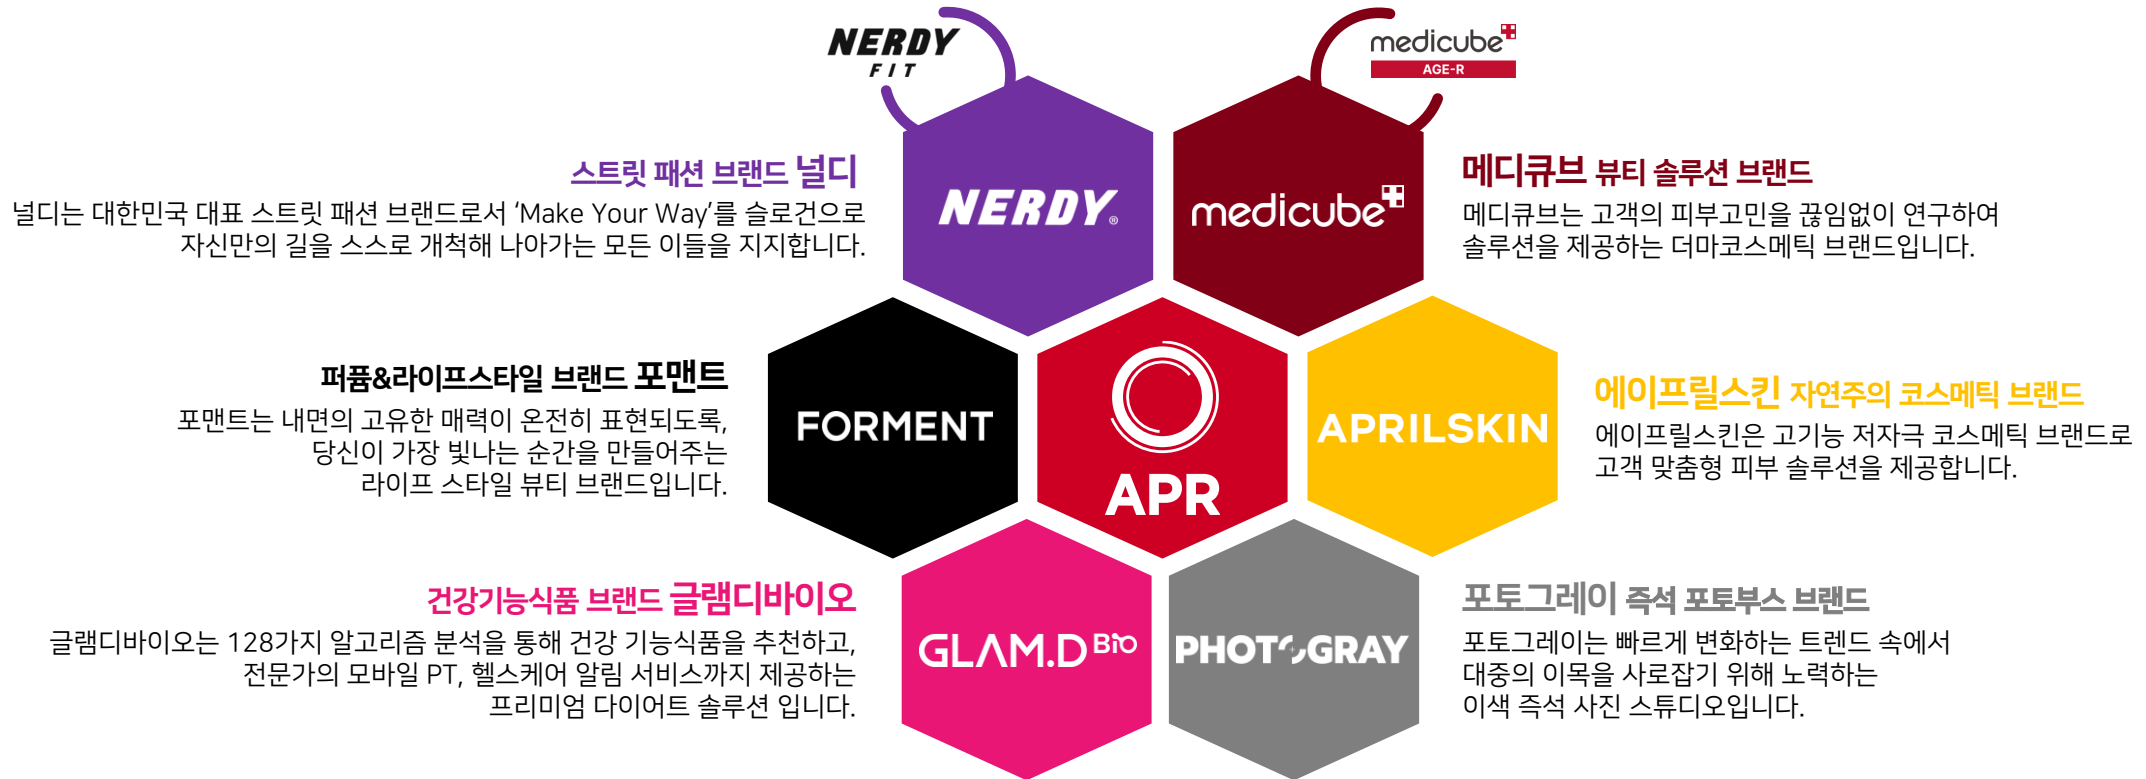 NERDY
FIT
medicube
AGE-R
스트릿 패션 브랜드 널디
널디는 대한민국 대표 스트릿 패션 브랜드로서 ‘Make Your Way’를 슬로건으로
자신만의 길을 스스로 개척해 나아가는 모든 이들을 지지합니다.
NERDY®
medicube
메디큐브 뷰티 솔루션 브랜드
메디큐브는 고객의 피부고민을 끊임없이 연구하여
솔루션을 제공하는 더마코스메틱 브랜드입니다.
퍼퓸&라이프스타일 브랜드 포맨트
포맨트는 내면의 고유한 매력이 온전히 표현되도록,
당신이 가장 빛나는 순간을 만들어주는
라이프 스타일 뷰티 브랜드입니다.
FORMENT
APR
APRILSKIN
에이프릴스킨 자연주의 코스메틱 브랜드
에이프릴스킨은 고기능 저자극 코스메틱 브랜드로
고객 맞춤형 피부 솔루션을 제공합니다.
건강기능식품 브랜드 글램디바이오
글램디바이오는 128가지 알고리즘 분석을 통해 건강 기능식품을 추천하고,
전문가의 모바일 PT, 헬스케어 알림 서비스까지 제공하는
프리미엄 다이어트 솔루션 입니다.
GLAM.D Bio
PHOTOGRAY
포토그레이 즉석 포토부스 브랜드
포토그레이는 빠르게 변화하는 트렌드 속에서
대중의 이목을 사로잡기 위해 노력하는
이색 즉석 사진 스튜디오입니다.